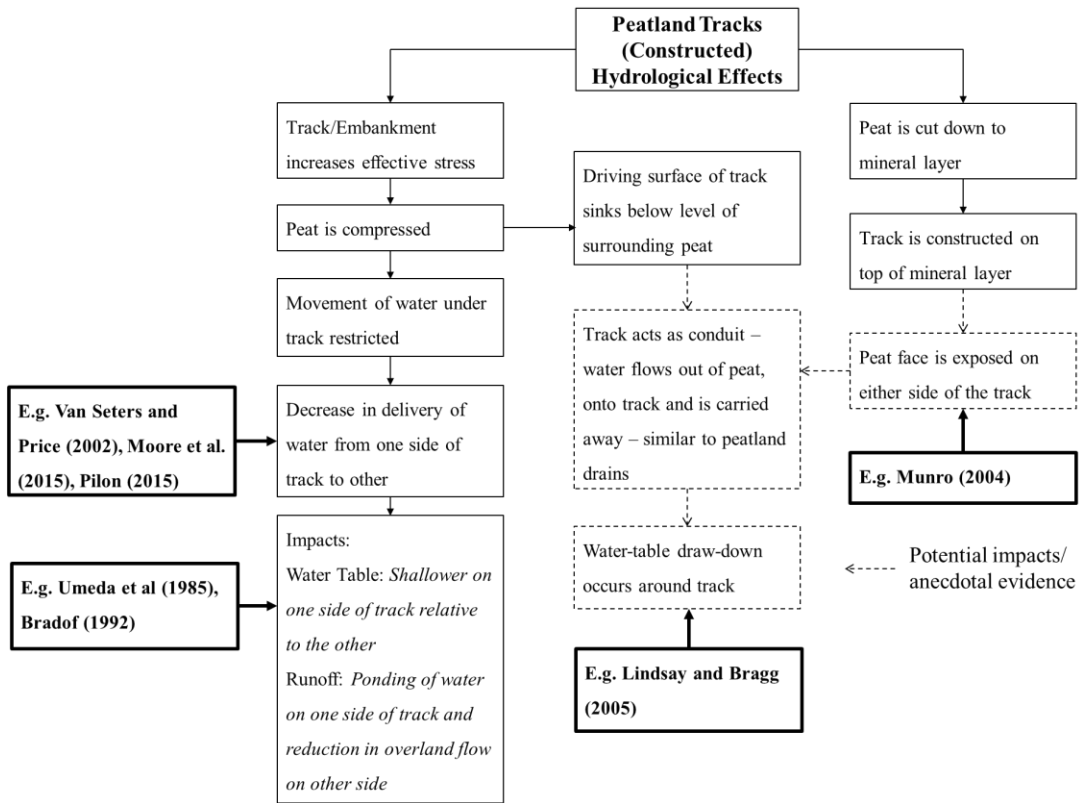 Peatland Tracks
(Constructed)
Hydrological Effects
Track/Embankment
increases effective stress
Peat is compressed
Movement of water under
track restricted
Decrease in delivery of
water from one side of
track to other
E.g. Van Seters and
Price (2002), Moore et al.
(2015), Pilon (2015)
Impacts:
Water Table: Shallower on
one side of track relative
to the other
Runoff: Ponding of water
on one side of track and
reduction in overland flow
on other side
E.g. Umeda et al (1985),
Bradof (1992)
Driving surface of track
sinks below level of
surrounding peat
Track acts as conduit –
water flows out of peat,
onto track and is carried
away – similar to peatland
drains
Water-table draw-down
occurs around track
E.g. Lindsay and Bragg
(2005)
Peat is cut down to
mineral layer
Track is constructed on
top of mineral layer
Peat face is exposed on
either side of the track
E.g. Munro (2004)
Potential impacts/
anecdotal evidence